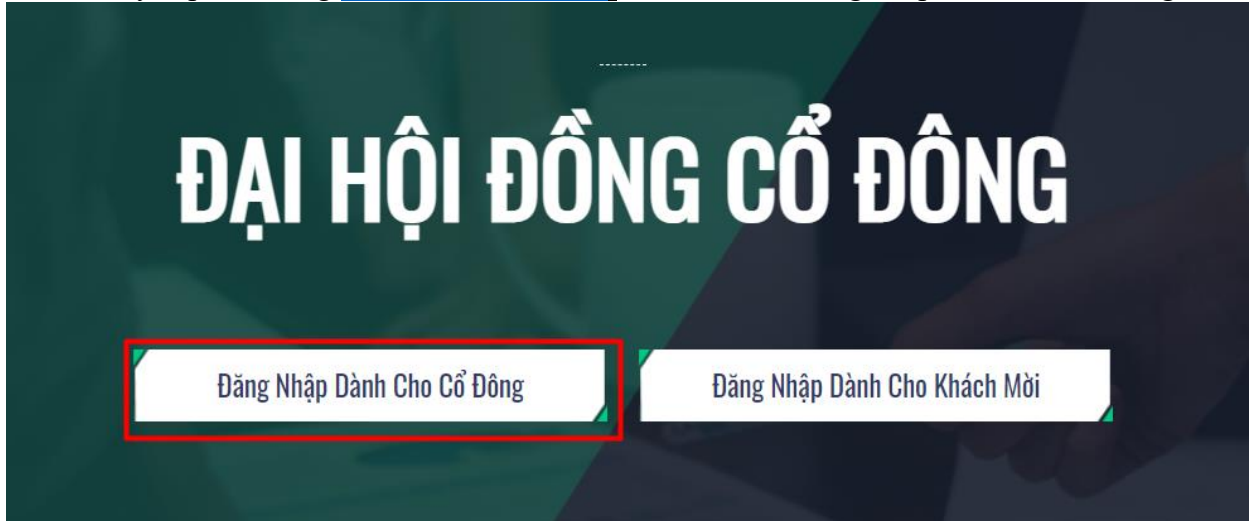 --------
ĐẠI HỘI ĐỒNG CỔ ĐÔNG
Đăng Nhập Dành Cho Cổ Đông
Đăng Nhập Dành Cho Khách Mời